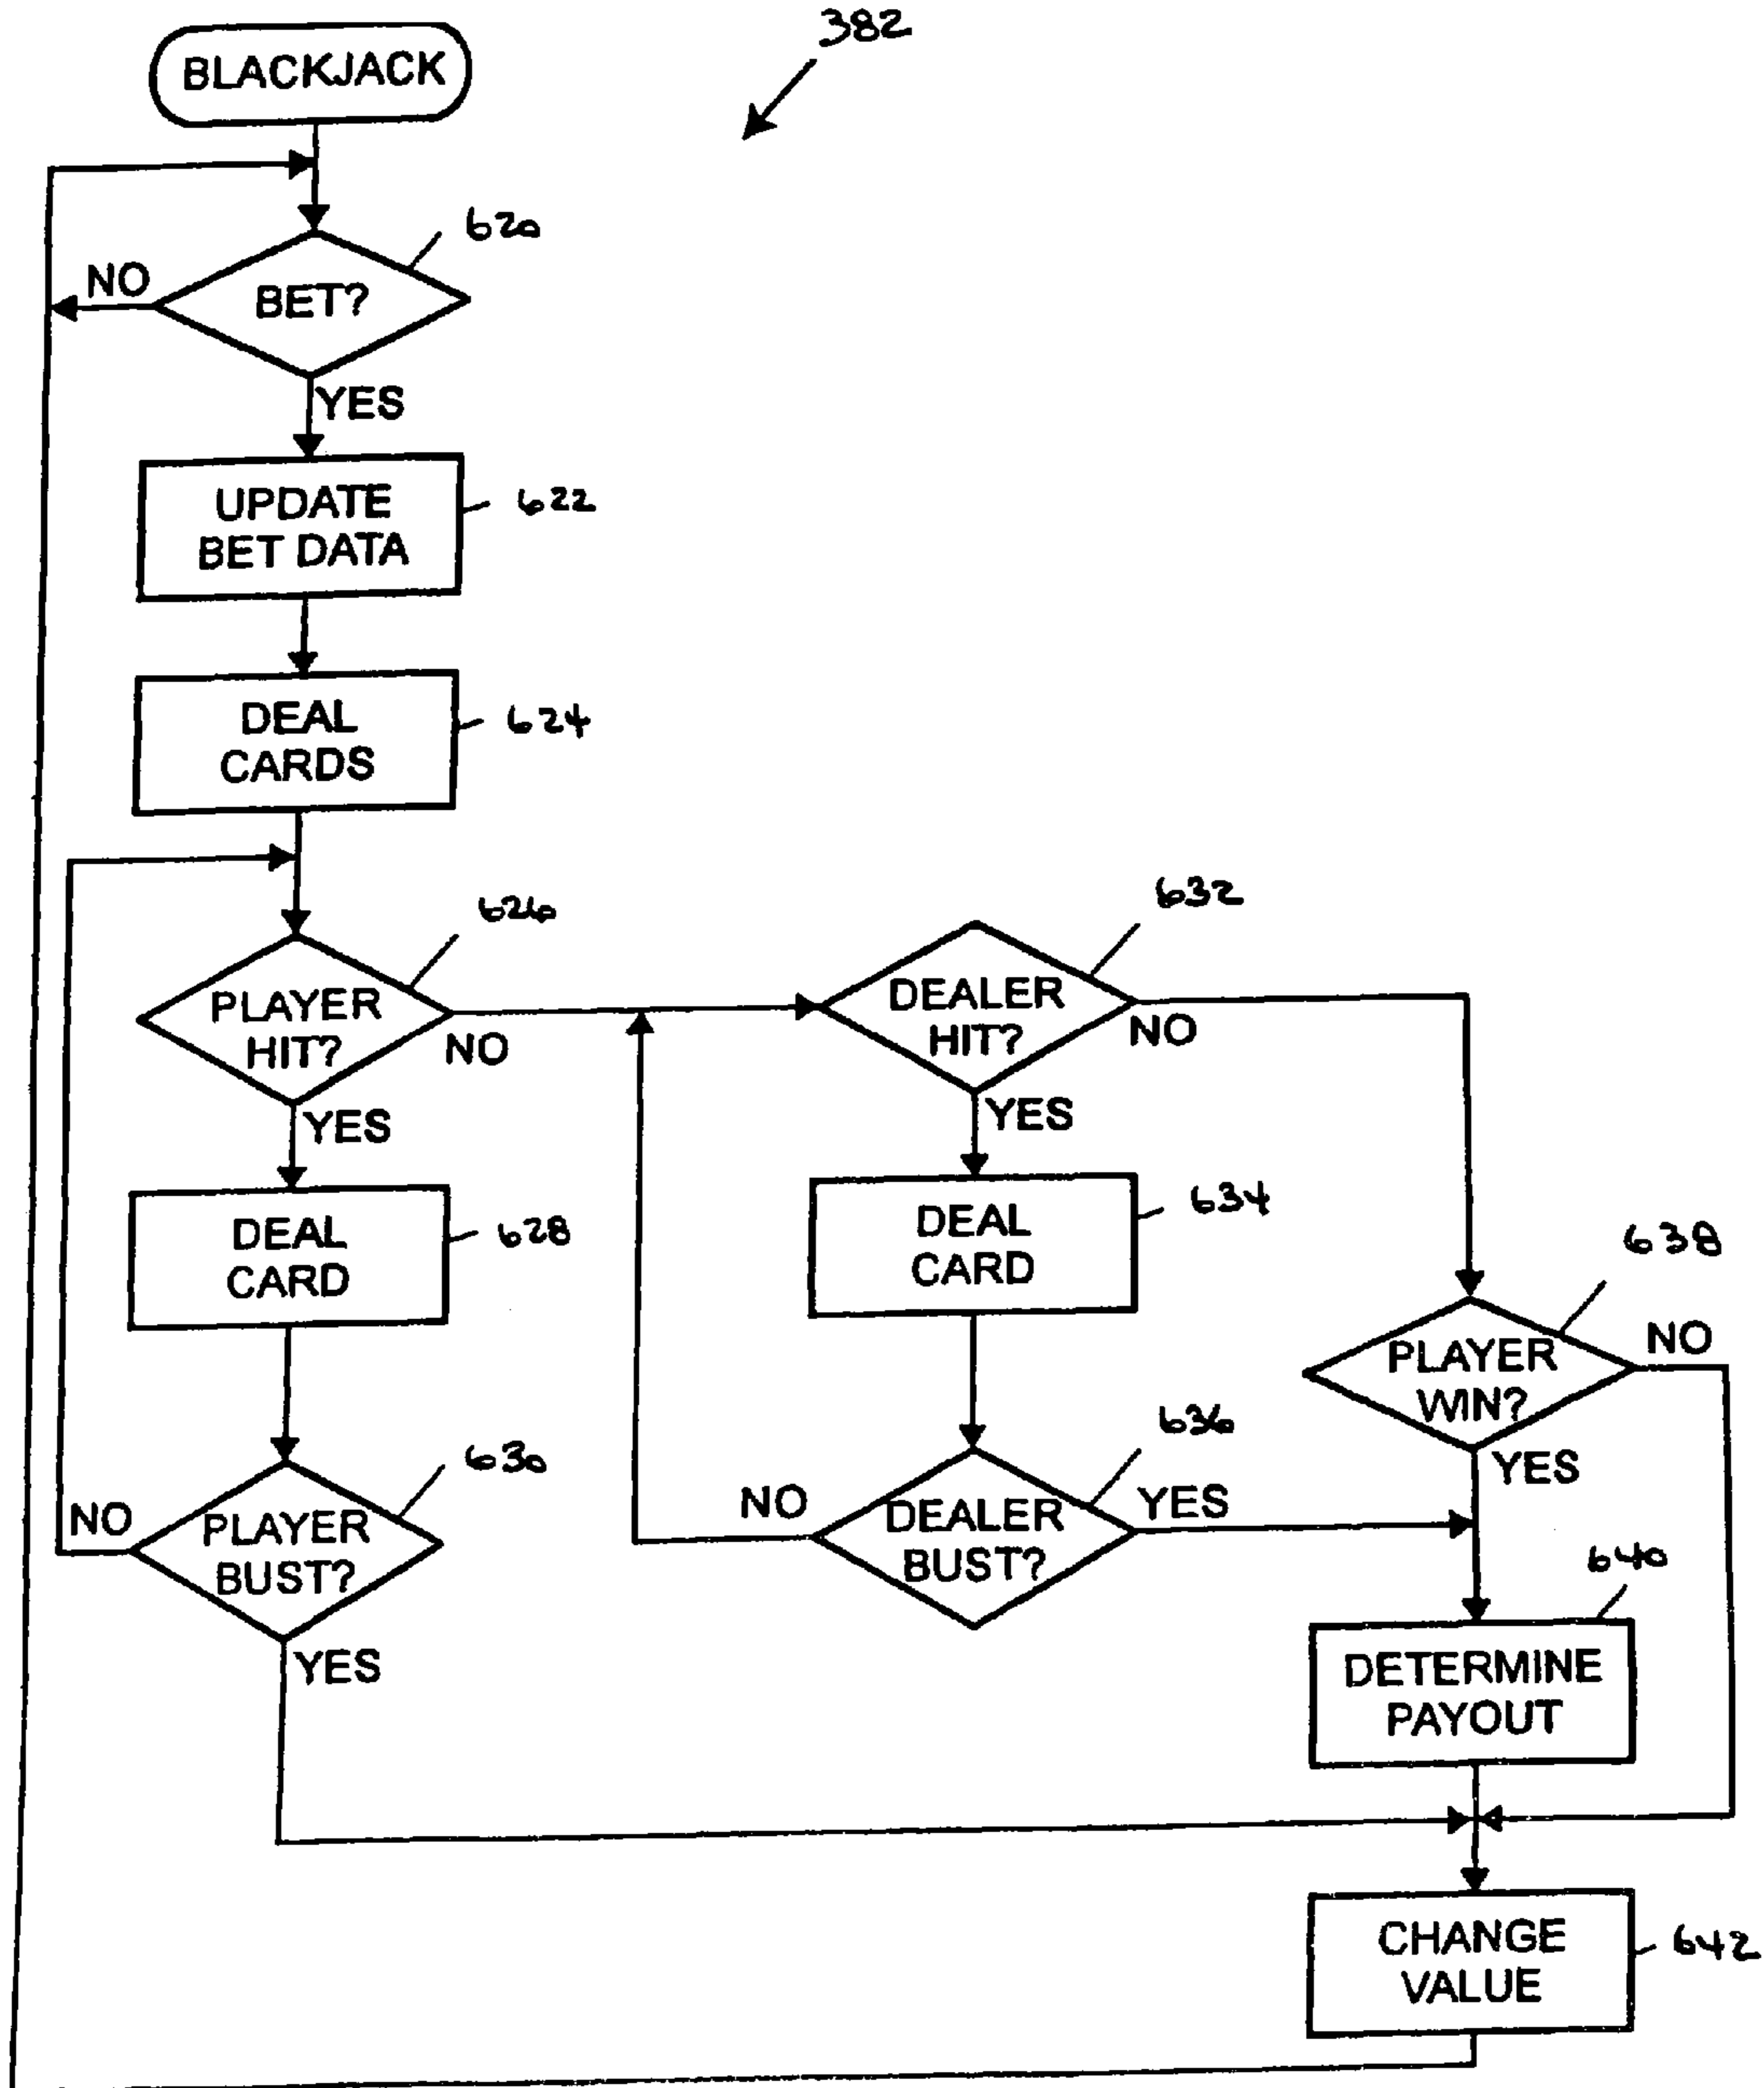 382
BLACKJACK
620
NO
BET?
YES
UPDATE
BET DATA
622
DEAL
CARDS
624
626
PLAYER
HIT?
NO
YES
632
DEALER
HIT?
NO
YES
DEAL
CARD
628
DEAL
CARD
634
638
PLAYER
WIN?
NO
YES
630
NO
PLAYER
BUST?
YES
636
NO
DEALER
BUST?
YES
640
DETERMINE
PAYOUT
CHANGE
VALUE
642